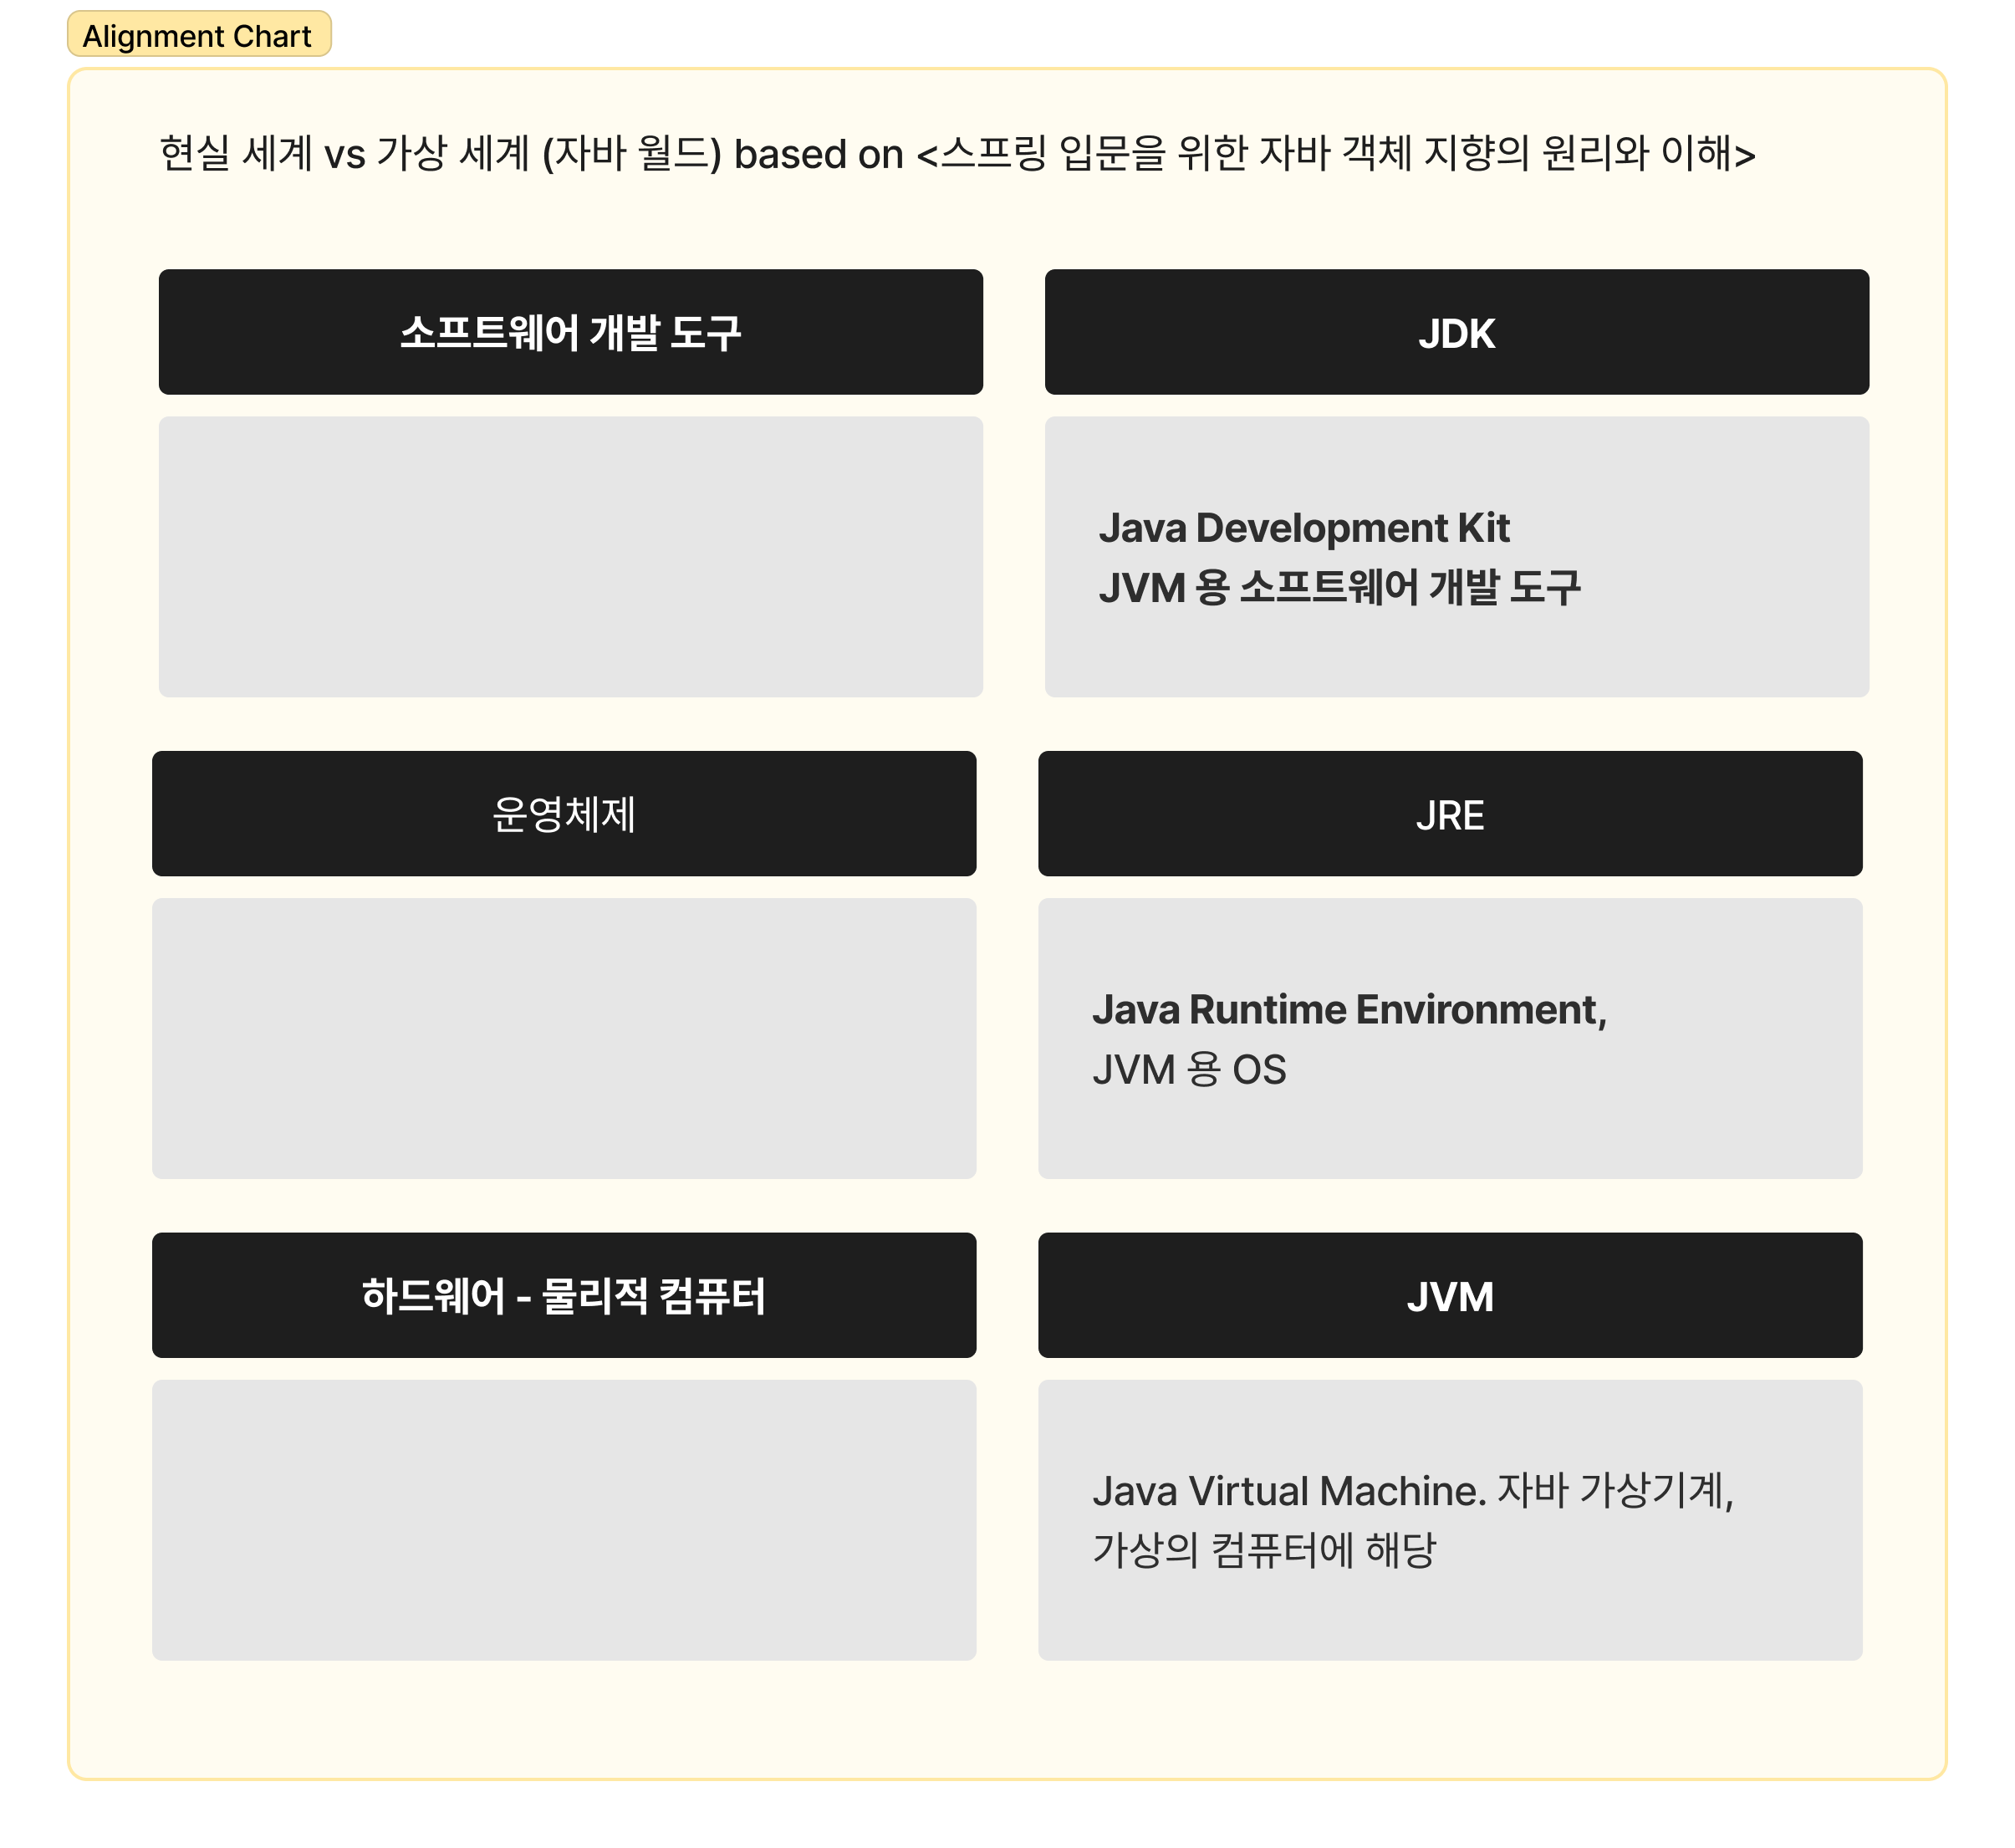 Alignment Chart
현실 세계 vs 가상 세계 (자바 월드) based on <스프링 입문을 위한 자바 객체 지향의 원리와 이해>
소프트웨어 개발 도구
JDK
Java Development Kit
JVM 용 소프트웨어 개발 도구
운영체제
JRE
Java Runtime Environment,
JVM 용 OS
하드웨어 - 물리적 컴퓨터
JVM
Java Virtual Machine. 자바 가상기계,
가상의 컴퓨터에 해당